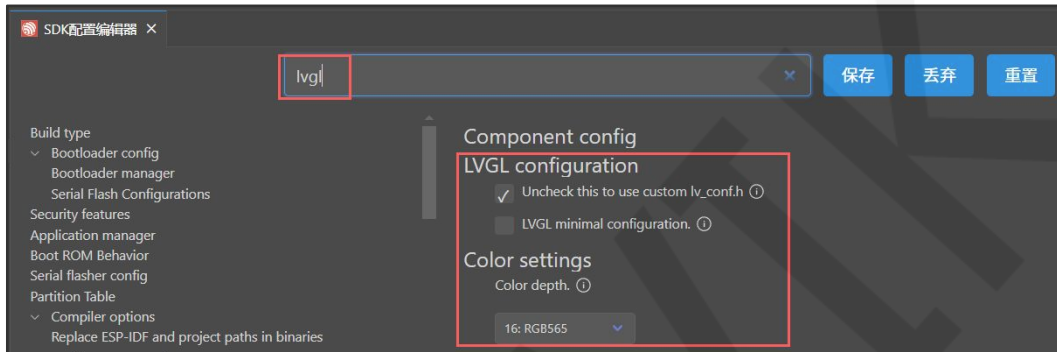 SDK配置编辑器
lvgl
保存
丢弃
重置
Build type
Bootloader config
Bootloader manager
Serial Flash Configurations
Security features
Application manager
Boot ROM Behavior
Serial flasher config
Partition Table
Compiler options
Replace ESP-IDF and project paths in binaries
Component config
LVGL configuration
Uncheck this to use custom lv_conf.h
LVGL minimal configuration.
Color settings
Color depth.
16: RGB565